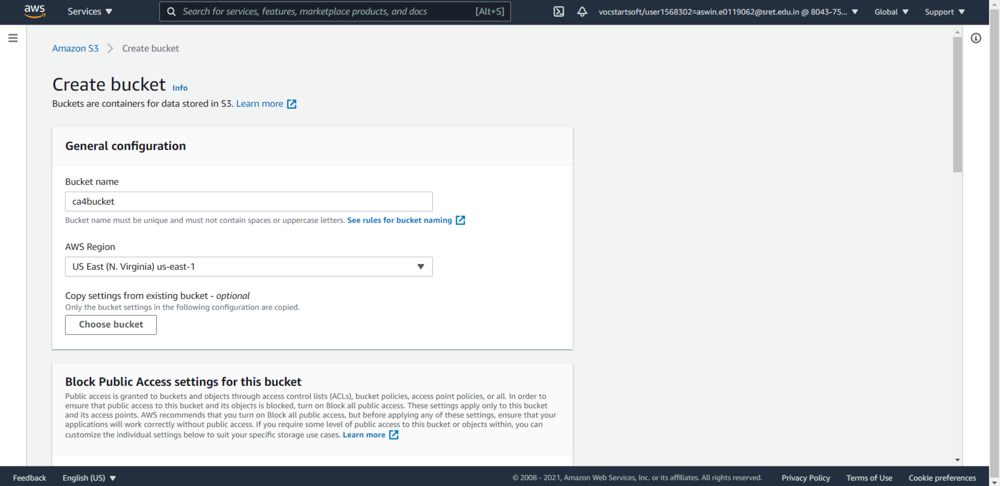 aws Services Search for services, features, marketplace products, and docs [Alt+S] vocstartsoft/user1568302=aswin.e0119062@sret.edu.in @ 8043-75... Global Support
Amazon S3 Create bucket
Create bucket Info
Buckets are containers for data stored in S3. Learn more
General configuration
Bucket name
ca4bucket
Bucket name must be unique and must not contain spaces or uppercase letters. See rules for bucket naming
AWS Region
US East (N. Virginia) us-east-1
Copy settings from existing bucket - optional
Only the bucket settings in the following configuration are copied.
Choose bucket
Block Public Access settings for this bucket
Public access is granted to buckets and objects through access control lists (ACLs), bucket policies, access point policies, or all. In order to
ensure that public access to this bucket and its objects is blocked, turn on Block all public access. These settings apply only to this bucket
and its access points. AWS recommends that you turn on Block all public access, but before applying any of these settings, ensure that your
applications will work correctly without public access. If you require some level of public access to this bucket or objects within, you can
customize the individual settings below to suit your specific storage use cases. Learn more
Feedback English (US) © 2008 - 2021, Amazon Web Services, Inc. or its affiliates. All rights reserved. Privacy Policy Terms of Use Cookie preferences